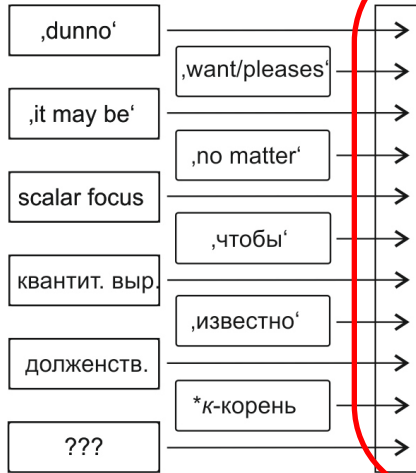 ‚dunno‘
‚want/pleases‘
‚it may be‘
‚no matter‘
scalar focus
‚чтобы‘
квантит. выр.
‚известно‘
долженств.
*к-корень
???